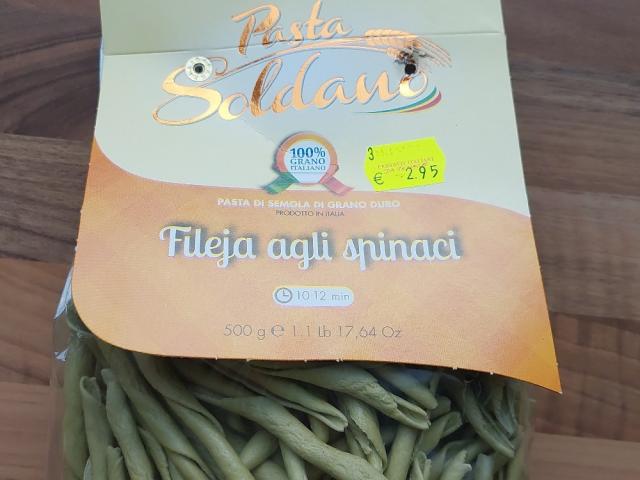 Pasta
Soldano
100%
GRANO
ITALIANO
3
€ 2.95
PASTA DI SEMOLA DI GRANO DURO
PRODOTTO IN ITALIA
Fileja agli spinaci
10 12 min
500 g e 1.1 Lb 17,64 Oz